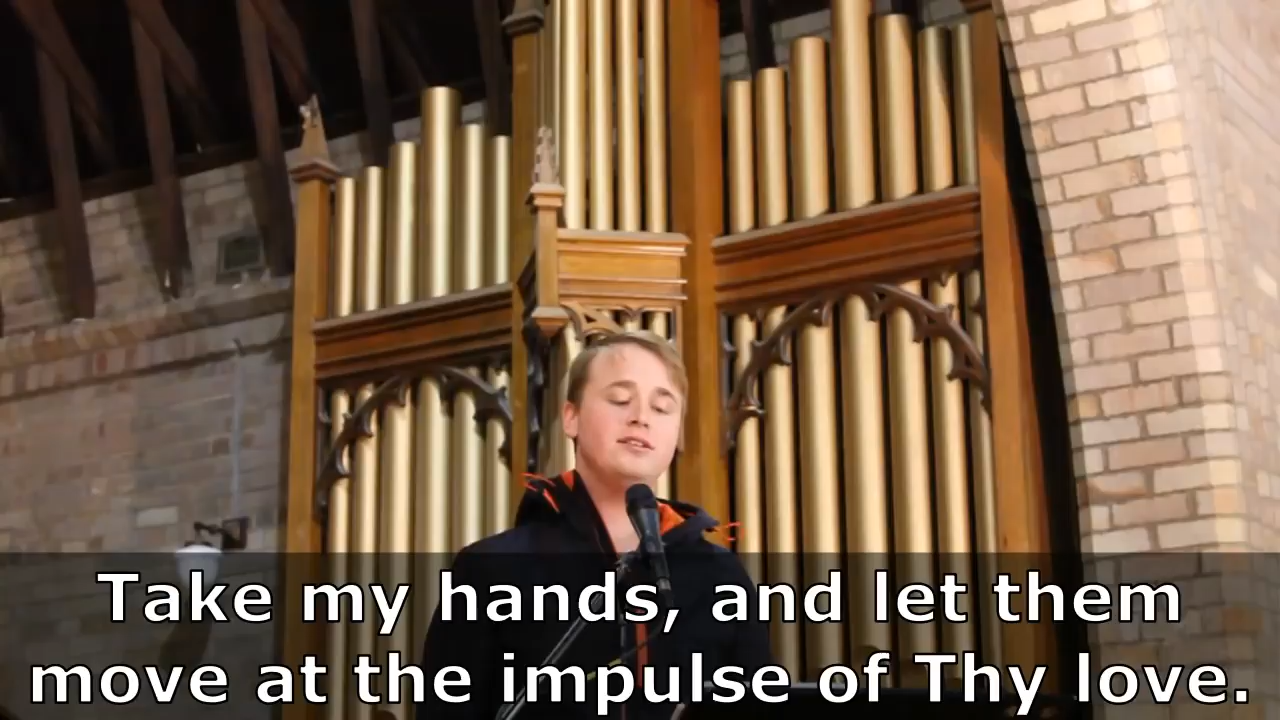 Take my hands, and let them
move at the impulse of Thy love.